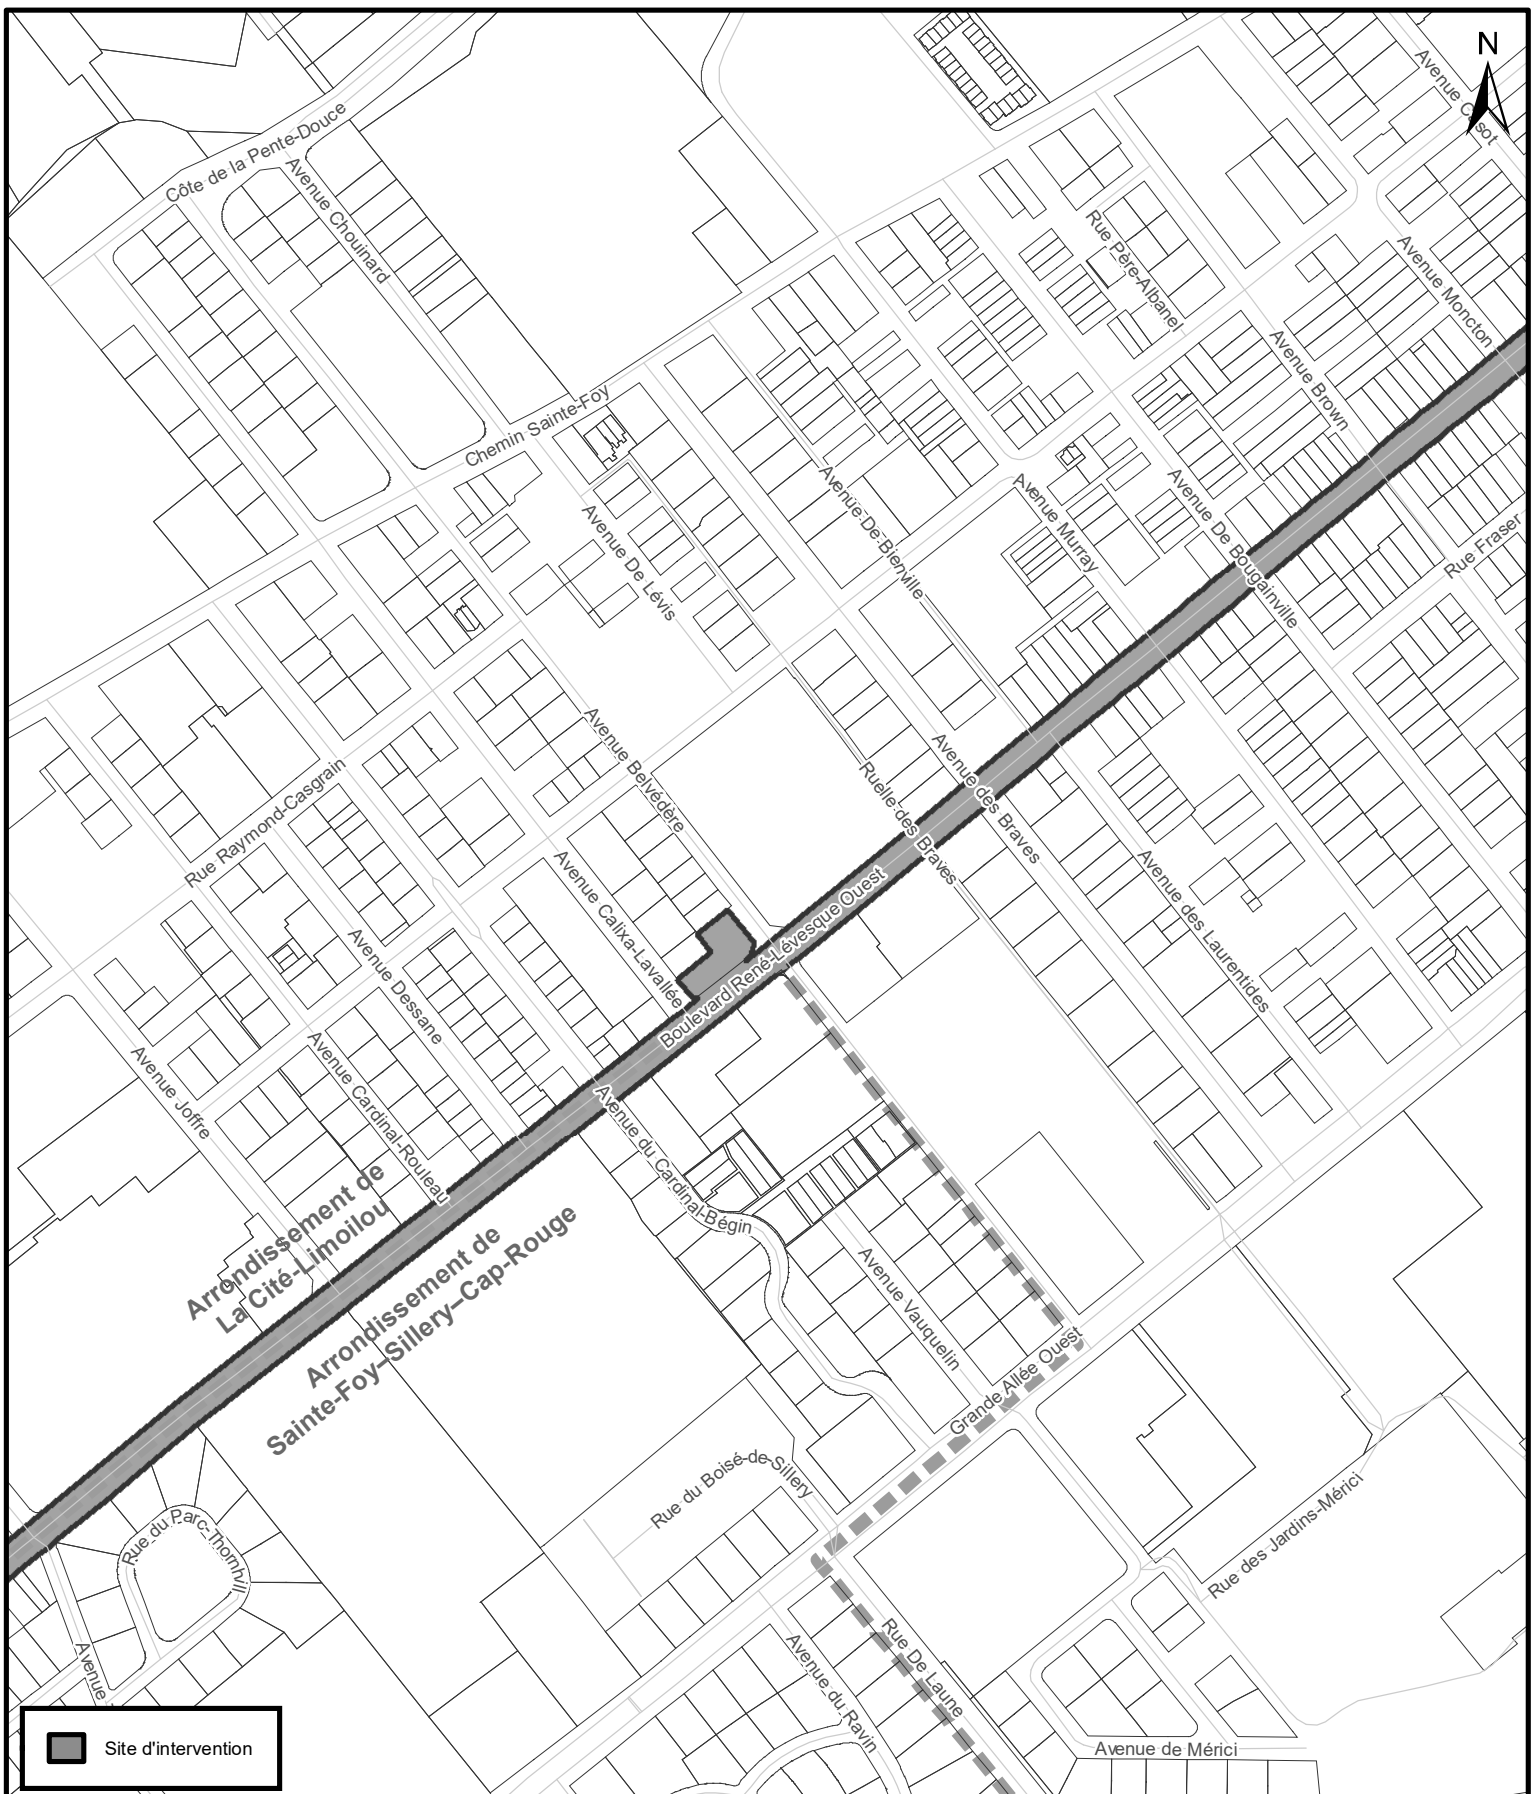 N
Avenue Casot
Côte de la Pente-Douce
Avenue Chouinard
Rue Père-Albanel
Avenue Moncton
Avenue Brown
Chemin Sainte-Foy
Avenue De Lévis
Avenue De Bienville
Avenue Murray
Avenue De Bougainville
Rue Fraser
Avenue Belvédère
Rue Raymond-Casgrain
Ruelle des Braves
Avenue des Braves
Avenue Calixa-Lavallée
Boulevard René-Lévesque Ouest
Avenue des Laurentides
Avenue Dessane
Avenue Joffre
Avenue Cardinal-Rouleau
Avenue du Cardinal-Bégin
Arrondissement de
La Cité-Limoilou
Arrondissement de
Sainte-Foy–Sillery–Cap-Rouge
Avenue Vauquelin
Grande Allée Ouest
Rue du Boisé-de-Sillery
Rue du Parc-Thornhill
Rue des Jardins-Mérici
Avenue
Avenue du Ravin
Rue De Laune
Avenue de Mérici
Site d'intervention